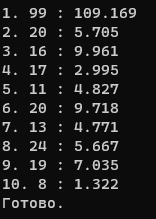 1. 99 : 109.169
2. 20 : 5.705
3. 16 : 9.961
4. 17 : 2.995
5. 11 : 4.827
6. 20 : 9.718
7. 13 : 4.771
8. 24 : 5.667
9. 19 : 7.035
10. 8 : 1.322
Готово.